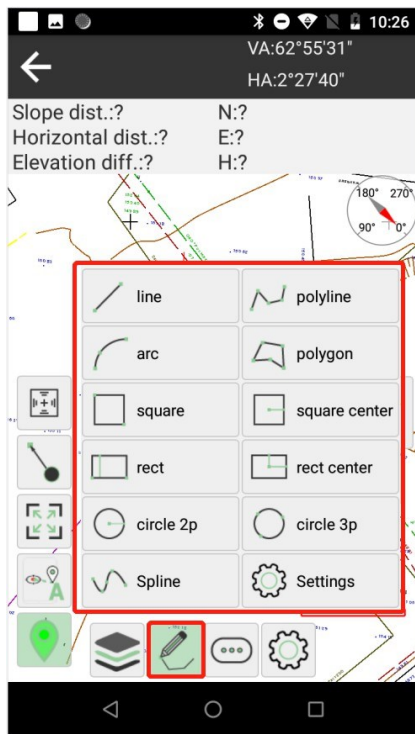 10:26
VA:62°55'31"
HA:2°27'40"
Slope dist.:? N:?
Horizontal dist.:? E:?
Elevation diff.:? H:?
180° 270°
90° 0°
line polyline
arc polygon
square square center
rect rect center
circle 2p circle 3p
Spline Settings
A